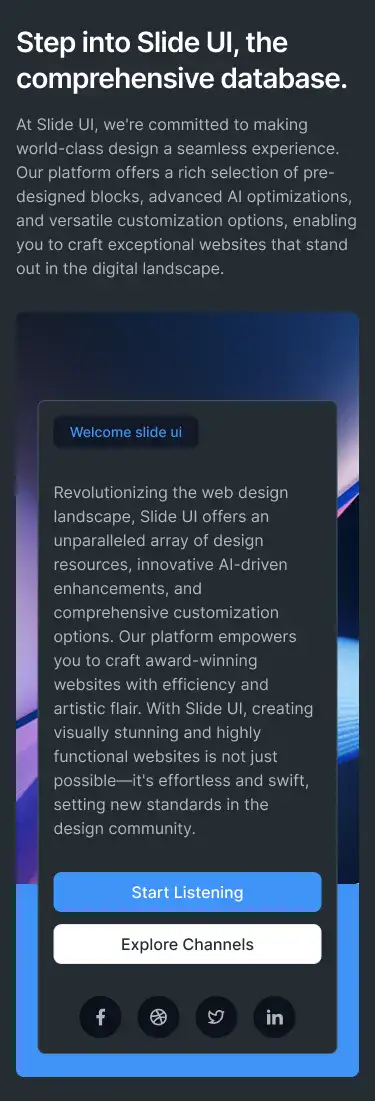 Step into Slide UI, the
comprehensive database.
At Slide UI, we're committed to making
world-class design a seamless experience.
Our platform offers a rich selection of pre-
designed blocks, advanced AI optimizations,
and versatile customization options, enabling
you to craft exceptional websites that stand
out in the digital landscape.
Welcome slide ui
Revolutionizing the web design
landscape, Slide UI offers an
unparalleled array of design
resources, innovative AI-driven
enhancements, and
comprehensive customization
options. Our platform empowers
you to craft award-winning
websites with efficiency and
artistic flair. With Slide UI, creating
visually stunning and highly
functional websites is not just
possible—it's effortless and swift,
setting new standards in the
design community.
Start Listening
Explore Channels